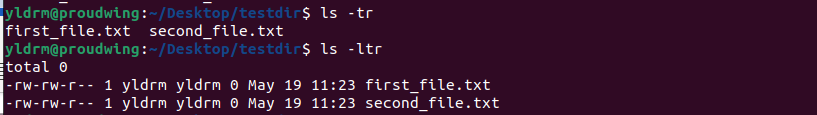 yldrm@proudwing:~/Desktop/testdir$ ls -tr
first_file.txt  second_file.txt
yldrm@proudwing:~/Desktop/testdir$ ls -ltr
total 0
-rw-rw-r-- 1 yldrm yldrm 0 May 19 11:23 first_file.txt
-rw-rw-r-- 1 yldrm yldrm 0 May 19 11:23 second_file.txt